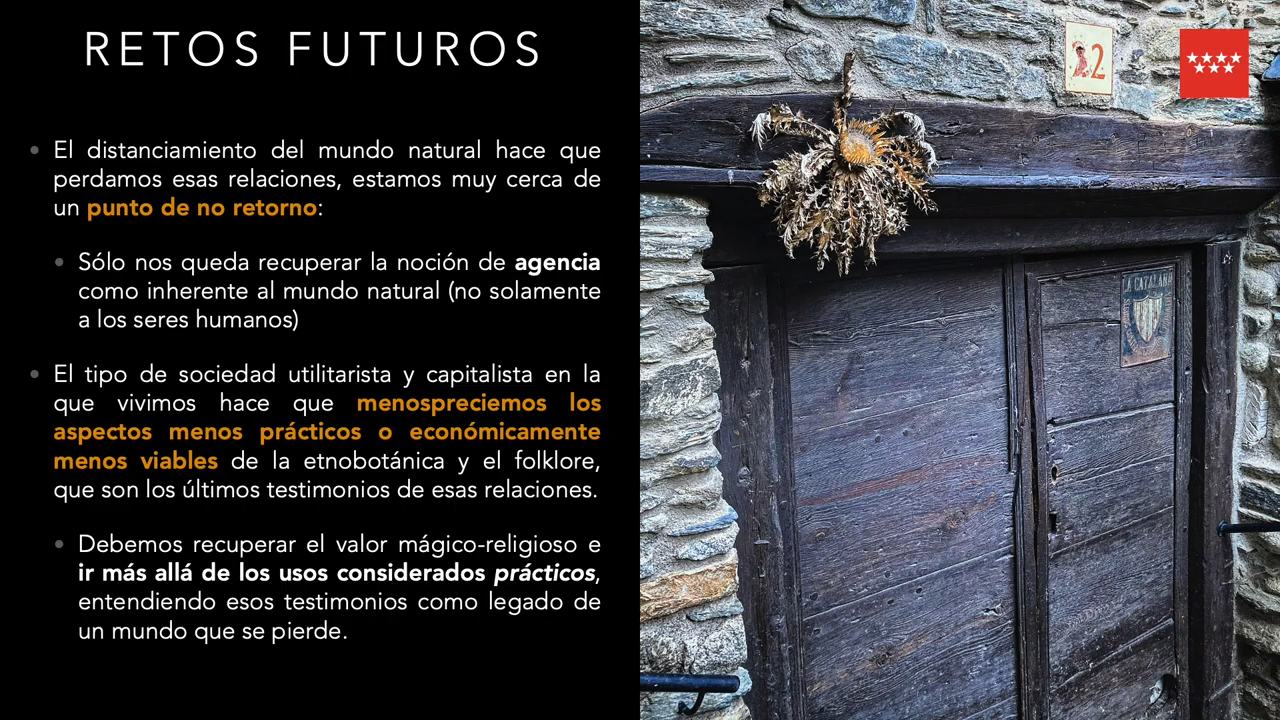 RETOS FUTUROS
El distanciamiento del mundo natural hace que
perdamos esas relaciones, estamos muy cerca de
un punto de no retorno:
Sólo nos queda recuperar la noción de agencia
como inherente al mundo natural (no solamente
a los seres humanos)
El tipo de sociedad utilitarista y capitalista en la
que vivimos hace que menospreciemos los
aspectos menos prácticos o económicamente
menos viables de la etnobotánica y el folklore,
que son los últimos testimonios de esas relaciones.
Debemos recuperar el valor mágico-religioso e
ir más allá de los usos considerados prácticos,
entendiendo esos testimonios como legado de
un mundo que se pierde.
22
LA CATALANA